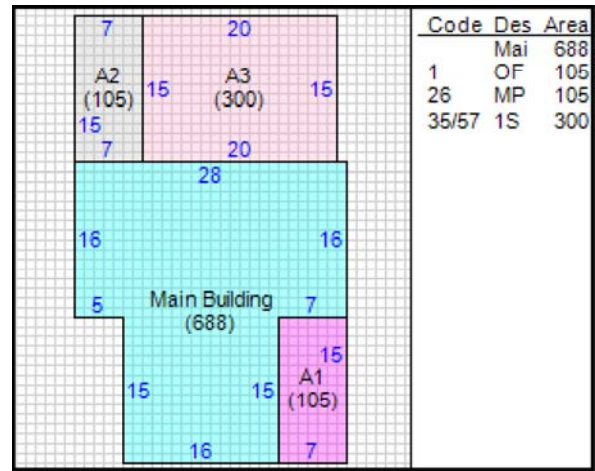 7 20
A2 A3
(105) 15 (300) 15
15
7 20
28
16 16
5 Main Building 7
(688)
15
15 15 A1
(105)
16 7
Code Des Area
Mai 688
1 OF 105
26 MP 105
35/57 1S 300